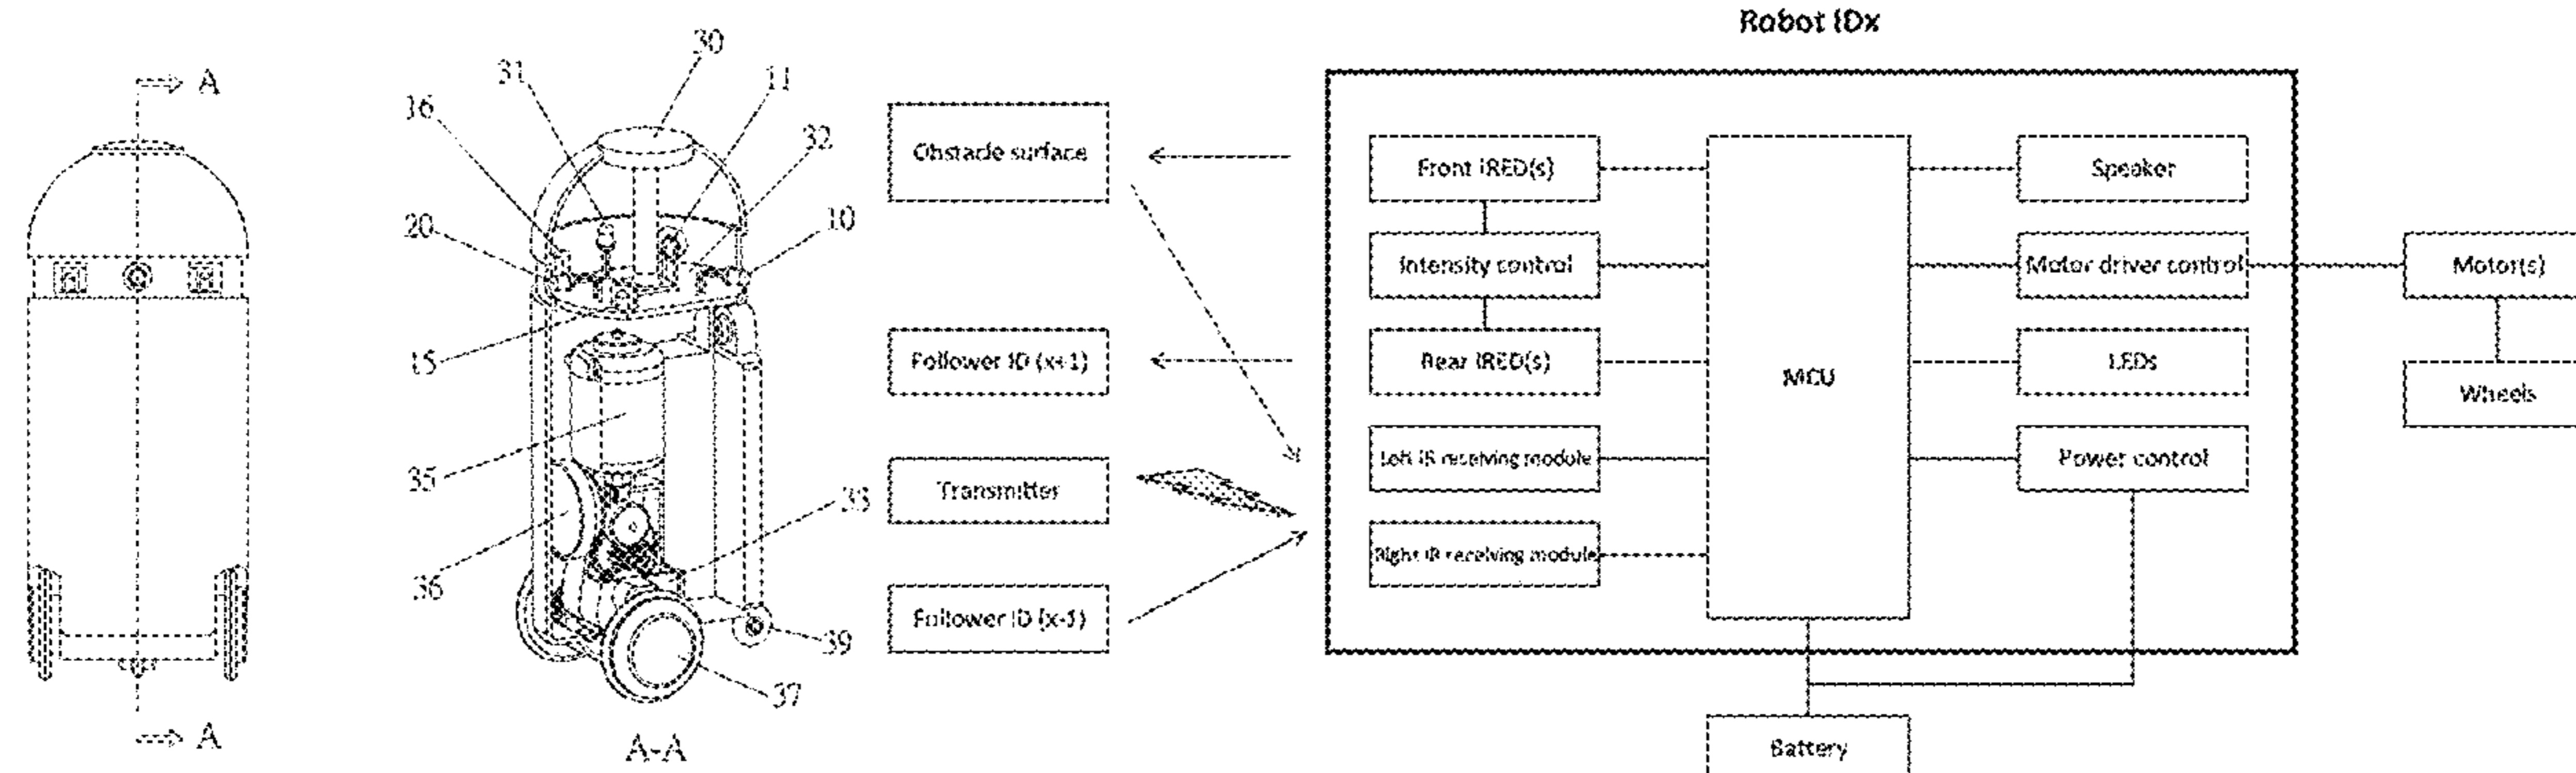 A
A
30
31
11
16
32
20
10
15
35
33
36
39
37
A-A
Robot IDx
Obstacle surface
Follower ID (x+1)
Transmitter
Follower ID (x-1)
Front IRED(s)
Intensity control
Rear IRED(s)
Left IR receiving module
Right IR receiving module
MCU
Speaker
Motor driver control
LEDs
Power control
Motor(s)
Wheels
Battery